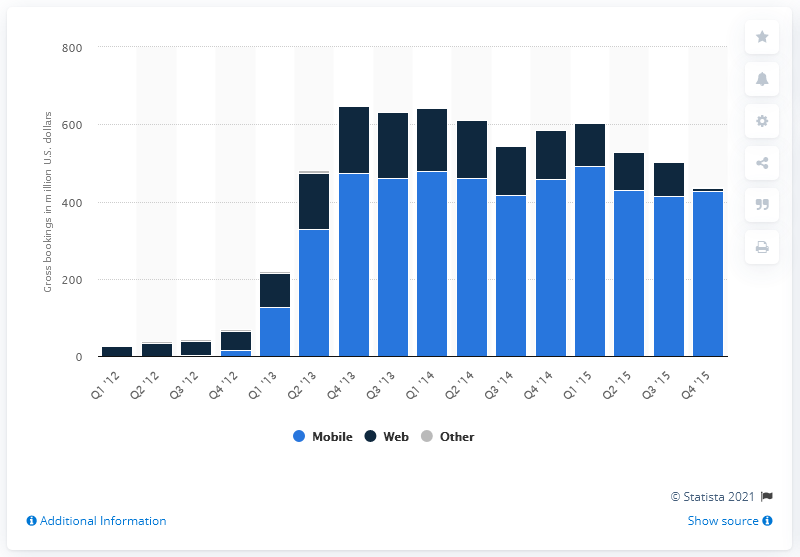 800
600
400
200
0
Gross bookings in million U.S. dollars
Q1 '12
Q2 '12
Q3 '12
Q4 '12
Q1 '13
Q2 '13
Q4 '13
Q3 '13
Q1 '14
Q2 '14
Q3 '14
Q4 '14
Q1 '15
Q2 '15
Q3 '15
Q4 '15
Mobile Web Other
© Statista 2021
Additional Information Show source